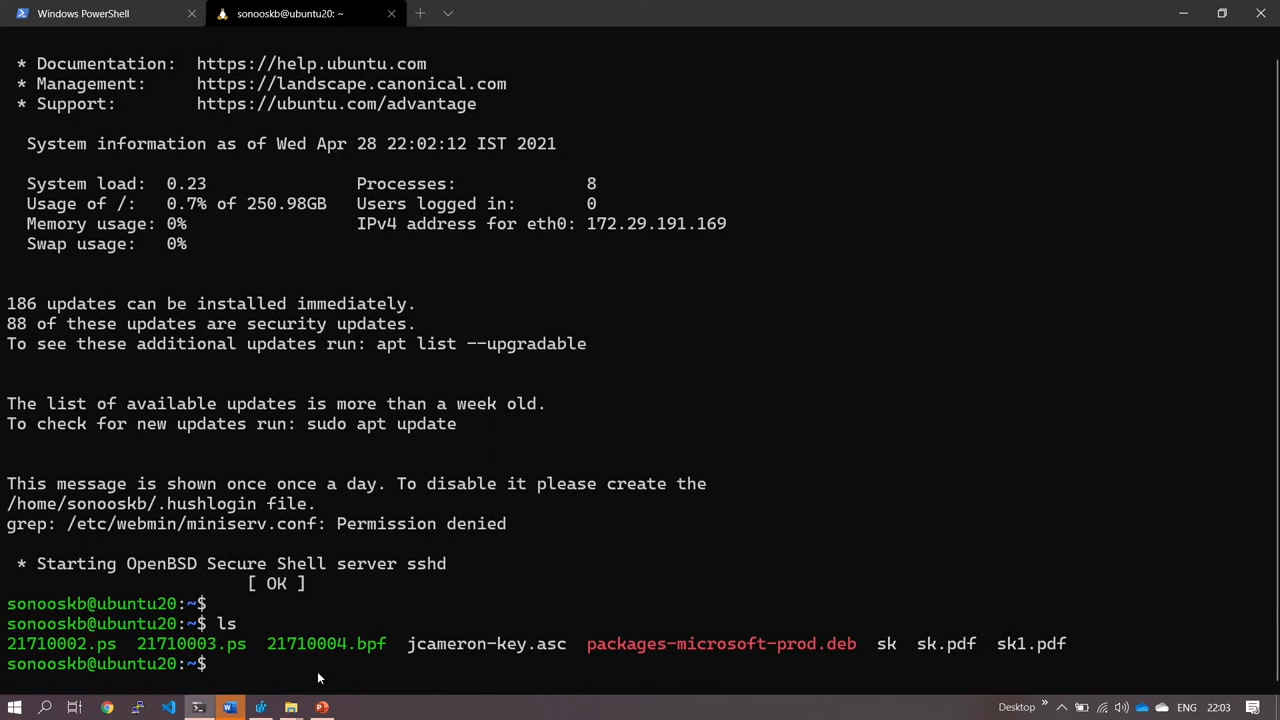 Windows PowerShell
sonooskb@ubuntu20: ~
* Documentation:  https://help.ubuntu.com
* Management:     https://landscape.canonical.com
* Support:        https://ubuntu.com/advantage
System information as of Wed Apr 28 22:02:12 IST 2021
System load:  0.23               Processes:             8
Usage of /:   0.7% of 250.98GB   Users logged in:       0
Memory usage: 0%                 IPv4 address for eth0: 172.29.191.169
Swap usage:   0%
186 updates can be installed immediately.
88 of these updates are security updates.
To see these additional updates run: apt list --upgradable
The list of available updates is more than a week old.
To check for new updates run: sudo apt update
This message is shown once once a day. To disable it please create the
/home/sonooskb/.hushlogin file.
grep: /etc/webmin/miniserv.conf: Permission denied
* Starting OpenBSD Secure Shell server sshd
[ OK ]
sonooskb@ubuntu20:~$
sonooskb@ubuntu20:~$ ls
21710002.ps  21710003.ps  21710004.bpf  jcameron-key.asc  packages-microsoft-prod.deb  sk  sk.pdf  sk1.pdf
sonooskb@ubuntu20:~$
Desktop
ENG
22:03